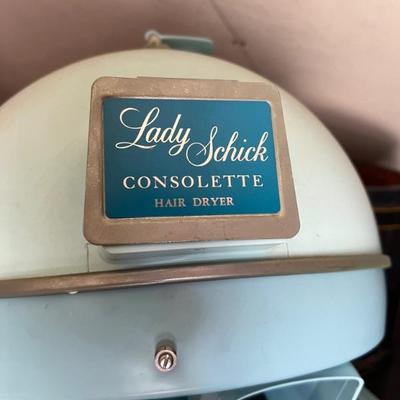 Lady Schick
CONSOLETTE
HAIR DRYER